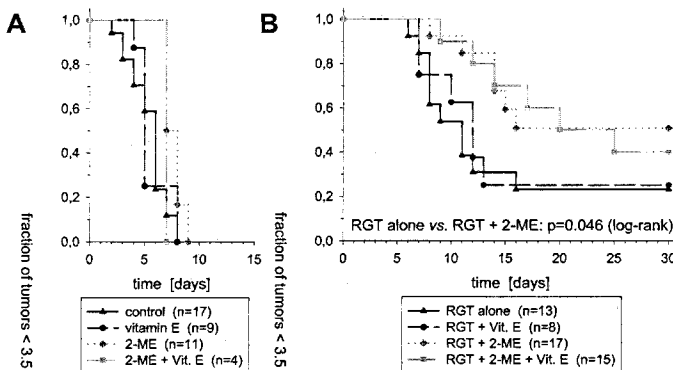 A
1,0
0,8
0,6
0,4
0,2
0,0
0
5
10
15
time [days]
fraction of tumors < 3.5
control (n=17)
vitamin E (n=9)
2-ME (n=11)
2-ME + Vit. E (n=4)
B
1,0
0,8
0,6
0,4
0,2
0,0
RGT alone vs. RGT + 2-ME: p=0.046 (log-rank)
0
5
10
15
20
25
30
time [days]
fraction of tumors < 3.5
RGT alone (n=13)
RGT + Vit. E (n=8)
RGT + 2-ME (n=17)
RGT + 2-ME + Vit. E (n=15)